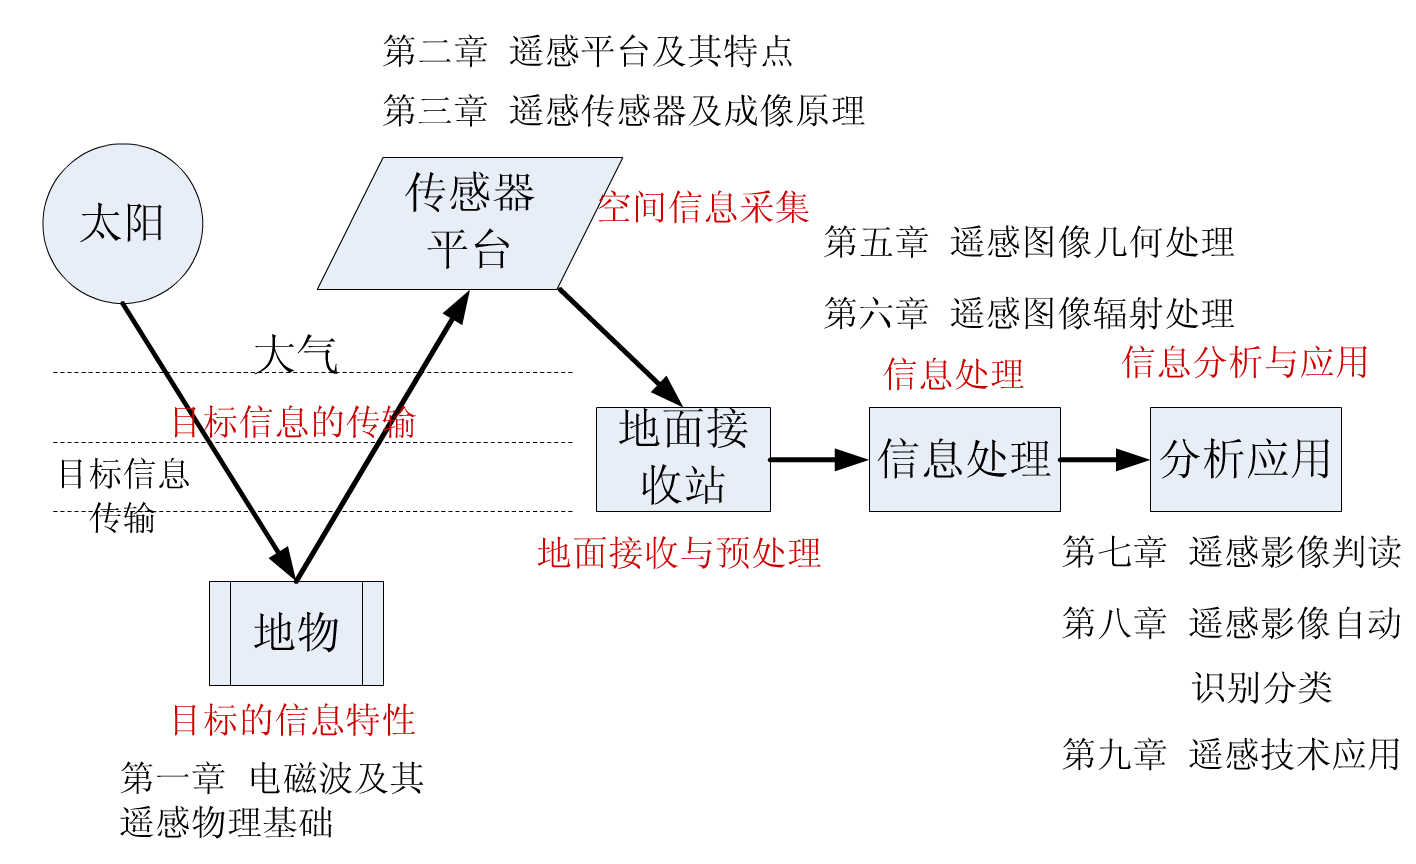 第二章 遥感平台及其特点
第三章 遥感传感器及成像原理
太阳
传感器
平台
空间信息采集
第五章 遥感图像几何处理
第六章 遥感图像辐射处理
大气
信息处理
信息分析与应用
目标信息的传输
目标信息
传输
地面接
收站
信息处理
分析应用
地面接收与预处理
第七章 遥感影像判读
第八章 遥感影像自动
识别分类
第九章 遥感技术应用
地物
目标的信息特性
第一章 电磁波及其
遥感物理基础